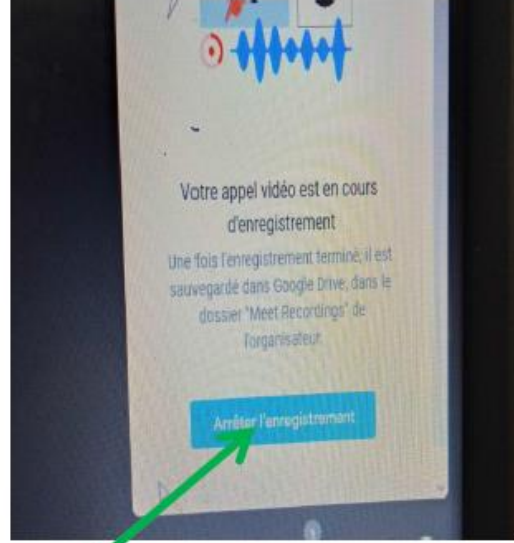 Votre appel vidéo est en cours
d'enregistrement
Une fois l'enregistrement terminé, il est
sauvegardé dans Google Drive, dans le
dossier "Meet Recordings" de
l'organisateur.
Arrêter l'enregistrement